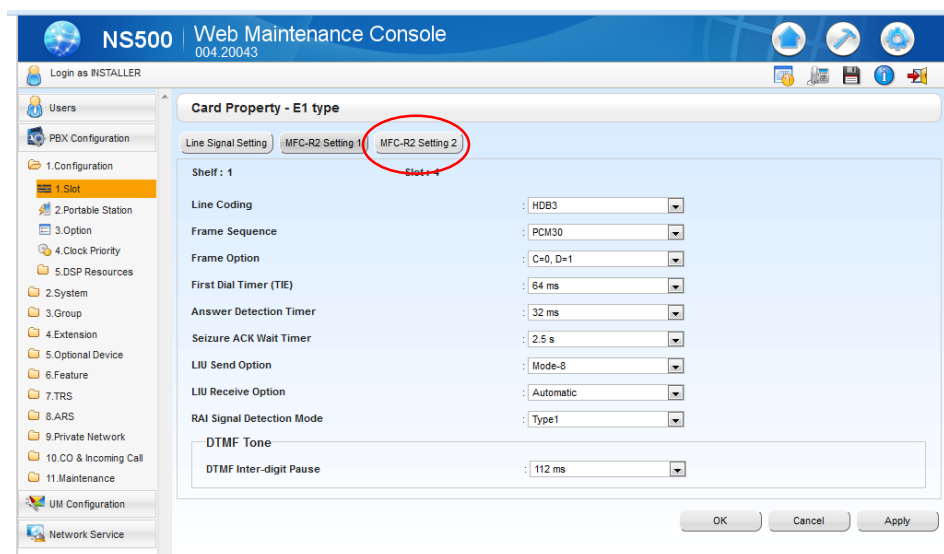 NS500 Web Maintenance Console
004.20043
Login as INSTALLER
Users
PBX Configuration
1.Configuration
1.Slot
2.Portable Station
3.Option
4.Clock Priority
5.DSP Resources
2.System
3.Group
4.Extension
5.Optional Device
6.Feature
7.TRS
8.ARS
9.Private Network
10.CO & Incoming Call
11.Maintenance
UM Configuration
Network Service
Card Property - E1 type
Line Signal Setting MFC-R2 Setting 1 MFC-R2 Setting 2
Shelf : 1 Slot : 4
Line Coding : HDB3
Frame Sequence : PCM30
Frame Option : C=0, D=1
First Dial Timer (TIE) : 64 ms
Answer Detection Timer : 32 ms
Seizure ACK Wait Timer : 2.5 s
LIU Send Option : Mode-8
LIU Receive Option : Automatic
RAI Signal Detection Mode : Type1
DTMF Tone
DTMF Inter-digit Pause : 112 ms
OK Cancel Apply